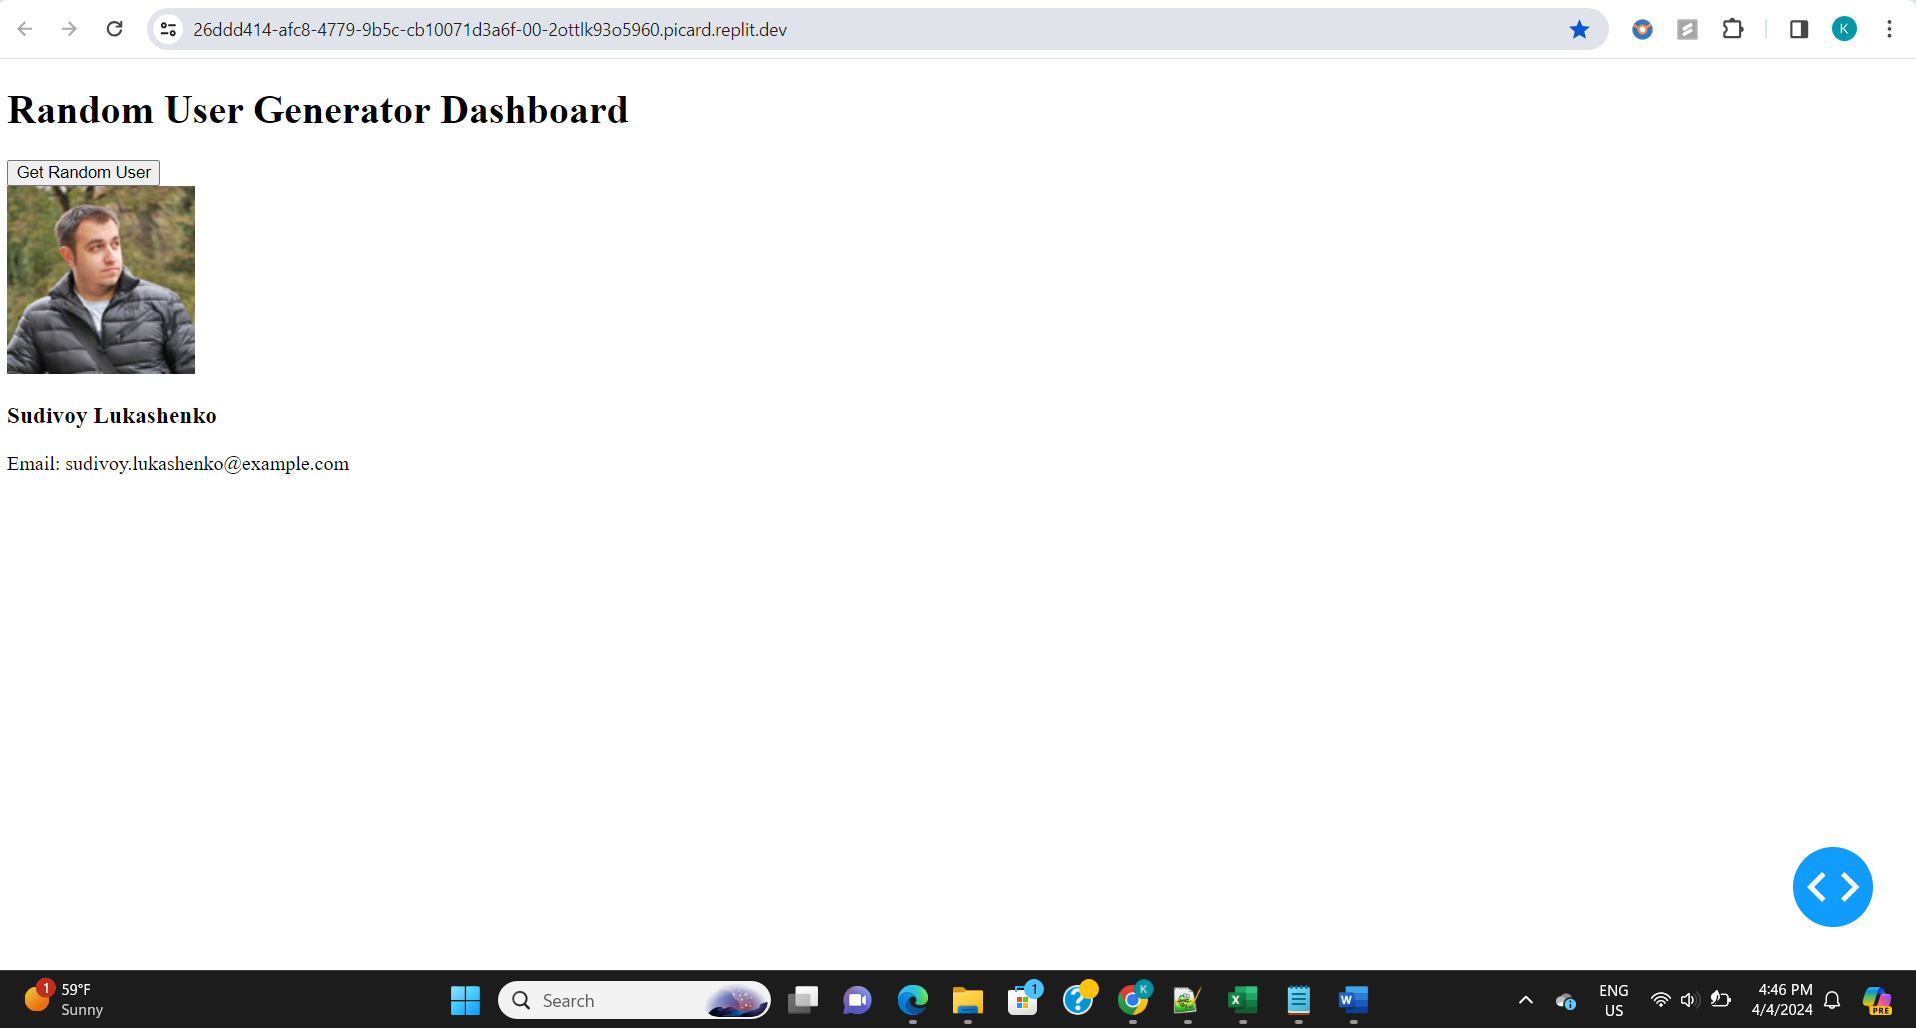 26ddd414-afc8-4779-9b5c-cb10071d3a6f-00-2ottlk93o5960.picard.replit.dev
K
Random User Generator Dashboard
Get Random User
Sudivoy Lukashenko
Email: sudivoy.lukashenko@example.com
1
59°F
Sunny
Search
1
K
ENG
US
4:46 PM
4/4/2024
PRE